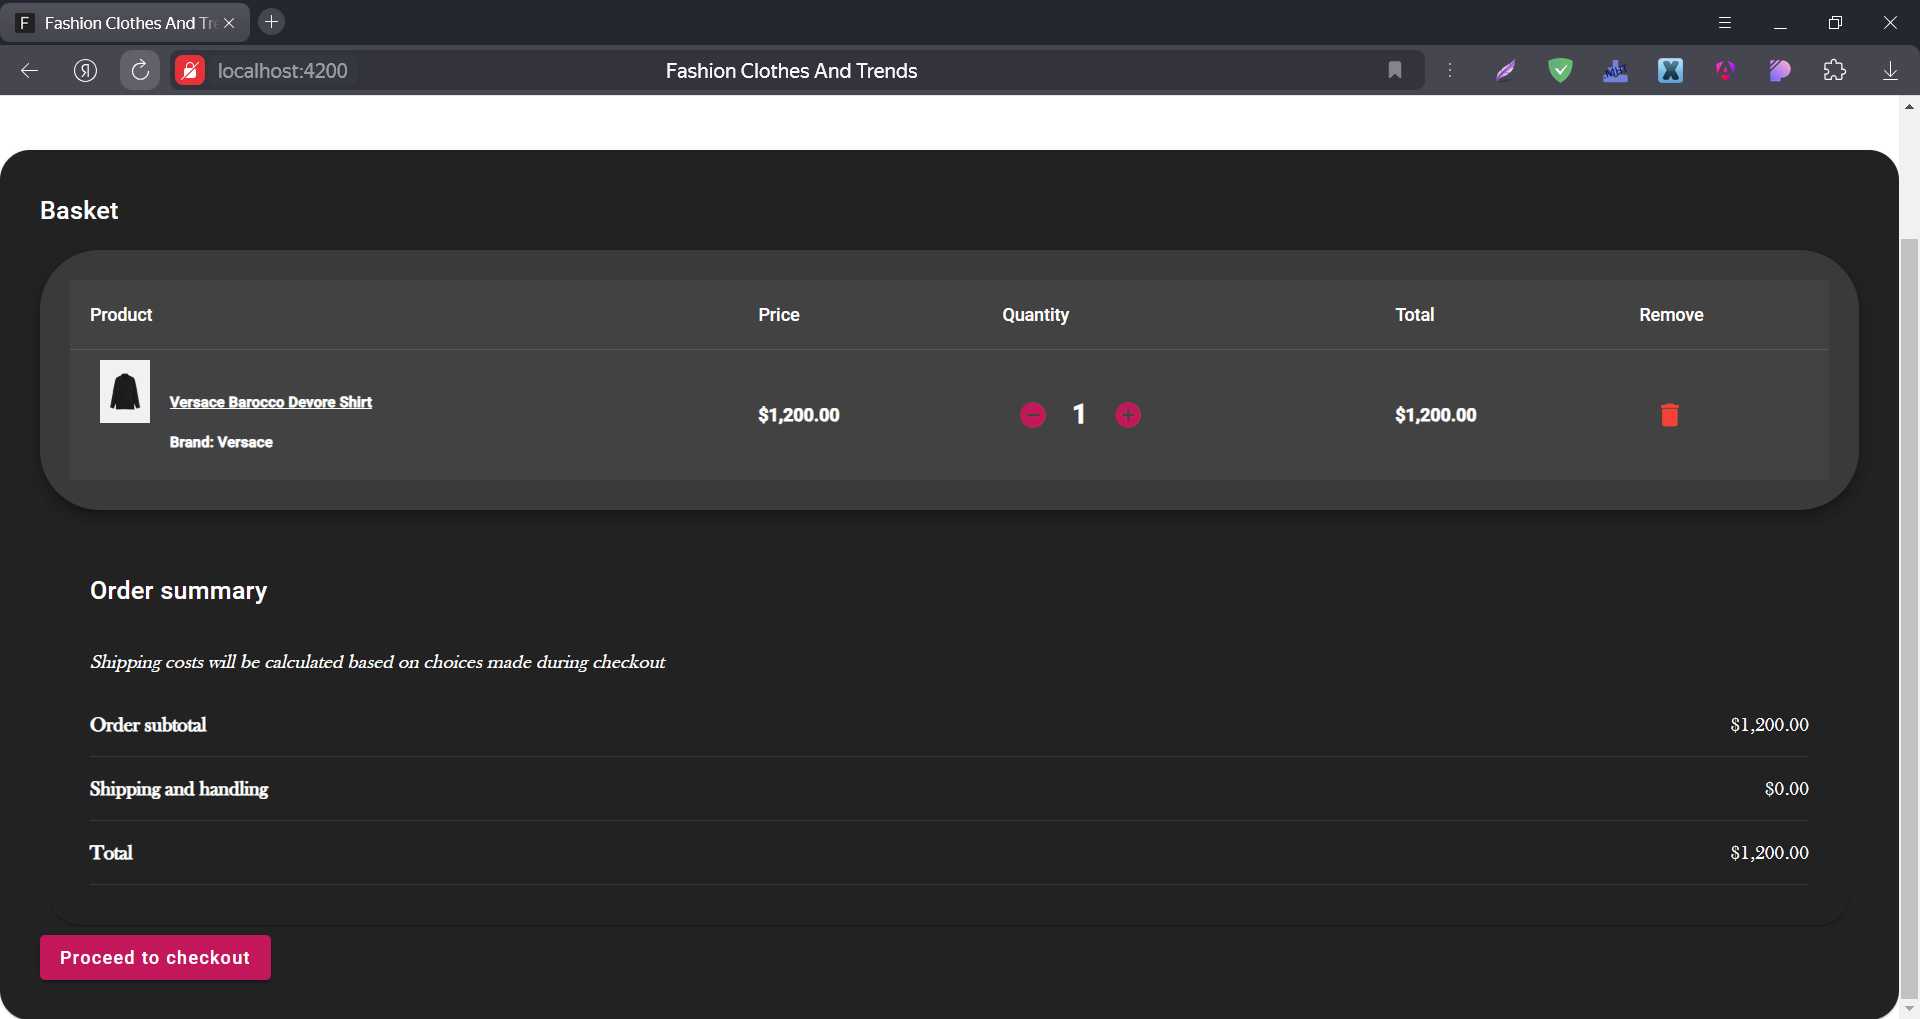 F Fashion Clothes And Tr
localhost:4200
Fashion Clothes And Trends
Basket
Product Price Quantity Total Remove
Versace Barocco Devore Shirt
Brand: Versace
$1,200.00 1 $1,200.00
Order summary
Shipping costs will be calculated based on choices made during checkout
Order subtotal $1,200.00
Shipping and handling $0.00
Total $1,200.00
Proceed to checkout